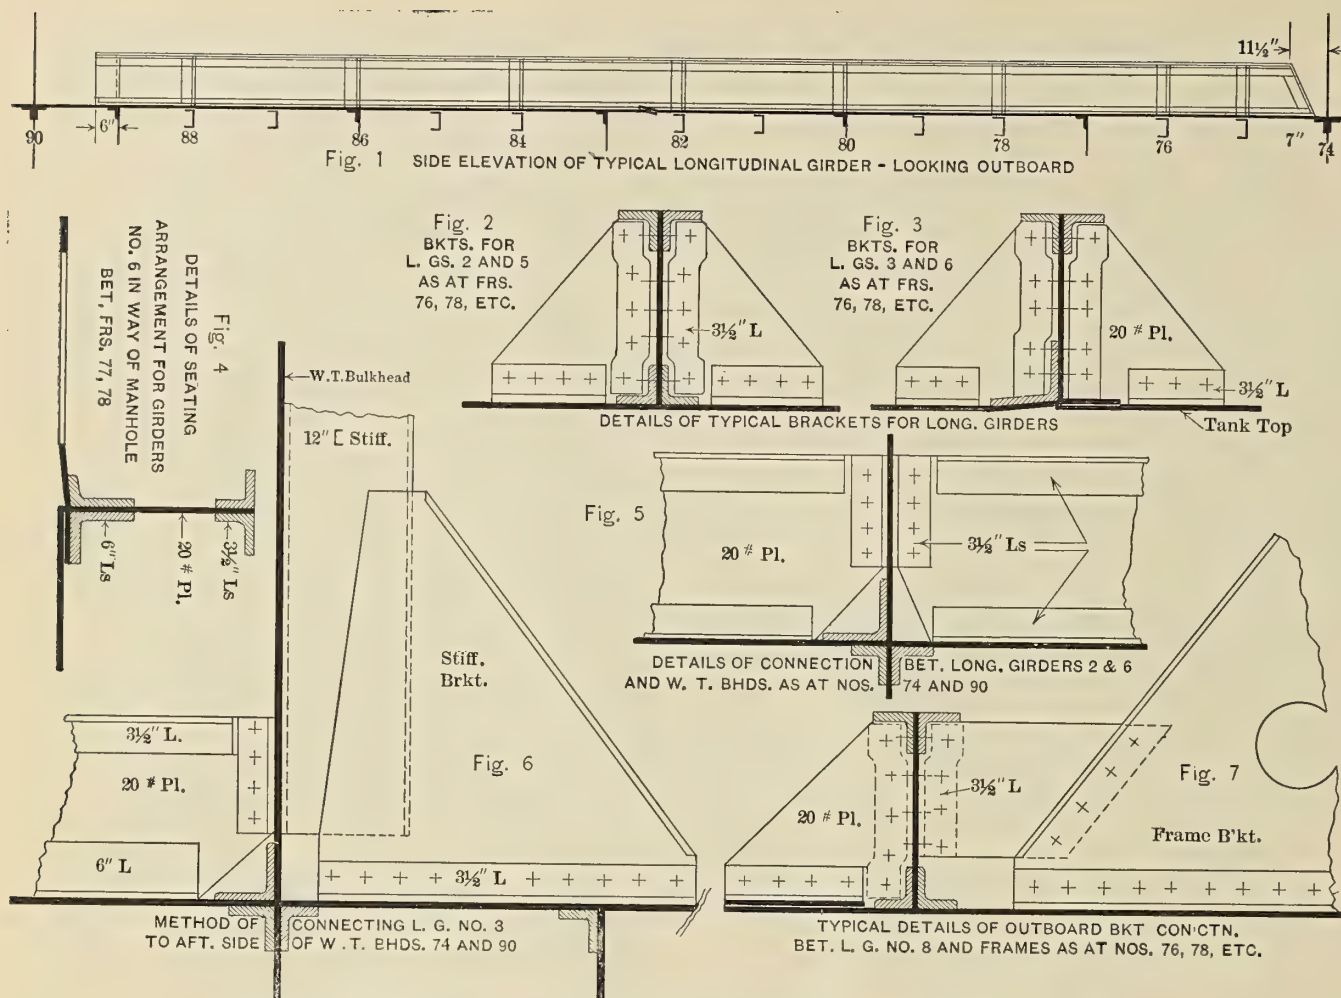 11½"
90
6"
88
86
84
82
80
78
76
7"
74
Fig. 1 SIDE ELEVATION OF TYPICAL LONGITUDINAL GIRDER - LOOKING OUTBOARD
Fig. 2
BKTS. FOR
L. GS. 2 AND 5
AS AT FRS.
76, 78, ETC.
3½" L
Fig. 3
BKTS. FOR
L. GS. 3 AND 6
AS AT FRS.
76, 78, ETC.
20 # Pl.
3½" L
Tank Top
DETAILS OF TYPICAL BRACKETS FOR LONG. GIRDERS
Fig. 4
DETAILS OF SEATING
ARRANGEMENT FOR GIRDERS
NO. 6 IN WAY OF MANHOLE
BET, FRS. 77, 78
3½" Ls
20 # Pl.
6" Ls
W.T.Bulkhead
12" [ Stiff.
Stiff.
Brkt.
Fig. 6
3½" L.
20 # Pl.
6" L
3½" L
METHOD OF CONNECTING L. G. NO. 3
TO AFT. SIDE OF W. T. BHDS. 74 AND 90
Fig. 5
20 # Pl.
3½" Ls
DETAILS OF CONNECTION BET. LONG. GIRDERS 2 & 6
AND W. T. BHDS. AS AT NOS. 74 AND 90
Fig. 7
3½" L
20 # Pl.
Frame B'kt.
TYPICAL DETAILS OF OUTBOARD BKT CON'CTN.
BET. L. G. NO. 8 AND FRAMES AS AT NOS. 76, 78, ETC.